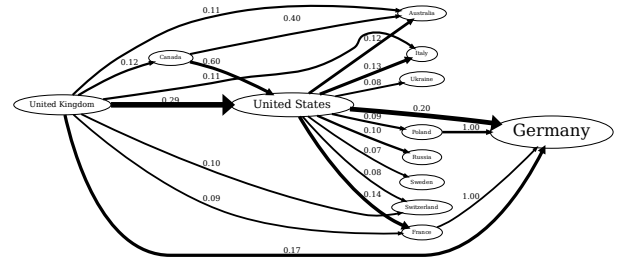 0.11
Australia
0.40
0.12
Italy
Canada
0.60
0.12
0.13
0.11
Ukraine
0.08
United Kingdom
0.29
United States
0.20
0.09
Poland
1.00
Germany
0.10
Russia
0.07
0.10
Sweden
0.08
0.14
1.00
0.09
Switzerland
France
0.17